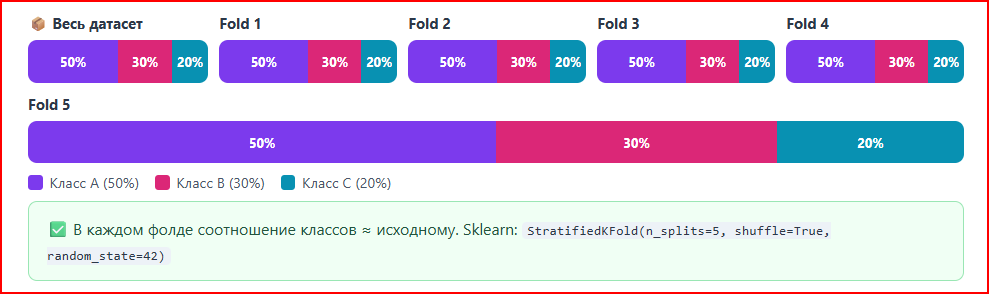 📦 Весь датасет Fold 1 Fold 2 Fold 3 Fold 4
50% 30% 20% 50% 30% 20% 50% 30% 20% 50% 30% 20% 50% 30% 20%
Fold 5
50% 30% 20%
Класс A (50%) Класс B (30%) Класс C (20%)
✅ В каждом фолде соотношение классов ≈ исходному. Sklearn: StratifiedKFold(n_splits=5, shuffle=True,
random_state=42)